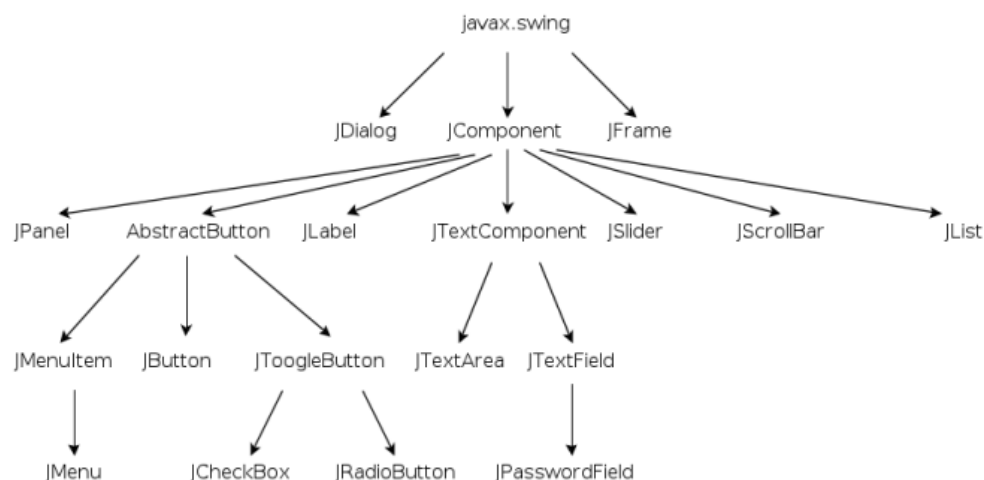 javax.swing
JDialog JComponent JFrame
JPanel AbstractButton JLabel JTextComponent JSlider JScrollBar JList
JMenuItem JButton JToogleButton JTextArea JTextField
JMenu JCheckBox JRadioButton JPasswordField